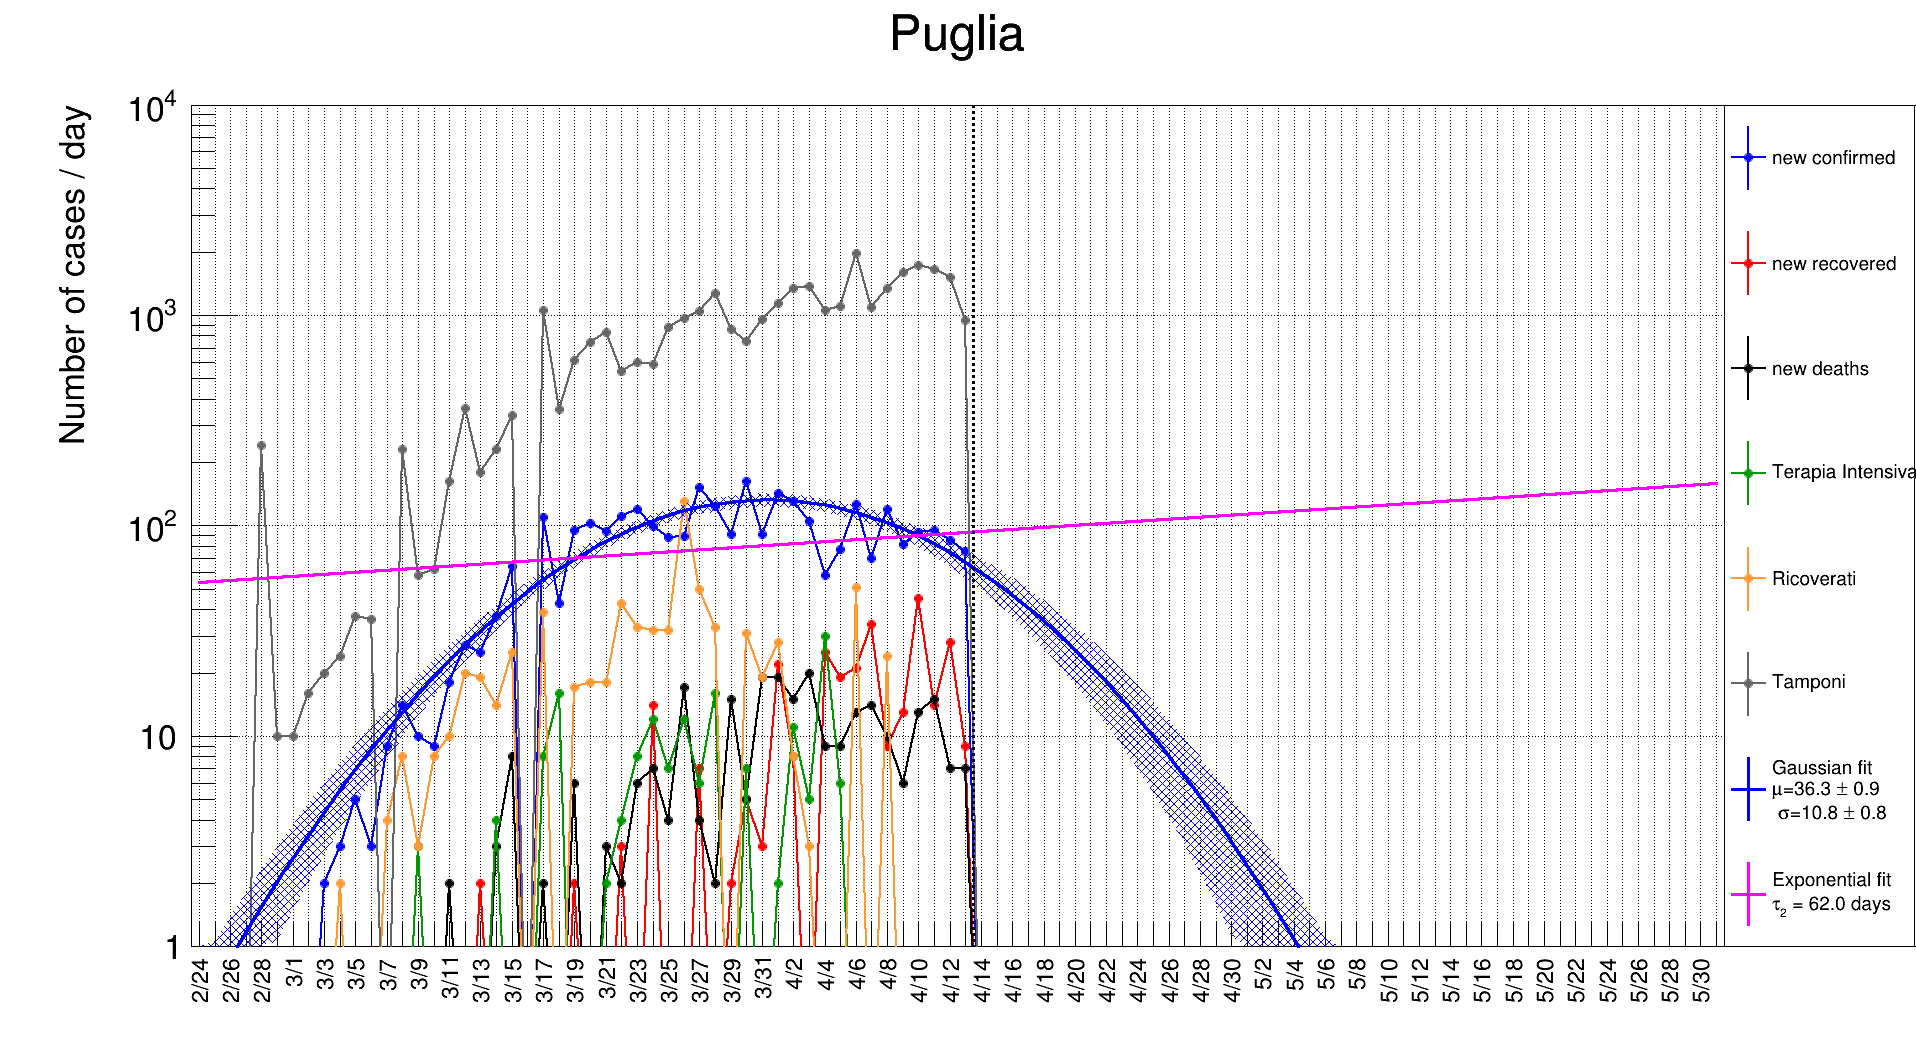 Puglia
Number of cases / day
10⁴
10³
10²
10
1
2/24 2/26 2/28 3/1 3/3 3/5 3/7 3/9 3/11 3/13 3/15 3/17 3/19 3/21 3/23 3/25 3/27 3/29 3/31 4/2 4/4 4/6 4/8 4/10 4/12 4/14 4/16 4/18 4/20 4/22 4/24 4/26 4/28 4/30 5/2 5/4 5/6 5/8 5/10 5/12 5/14 5/16 5/18 5/20 5/22 5/24 5/26 5/28 5/30
new confirmed
new recovered
new deaths
Terapia Intensiva
Ricoverati
Tamponi
Gaussian fit
μ=36.3 ± 0.9
σ=10.8 ± 0.8
Exponential fit
τ₂ = 62.0 days